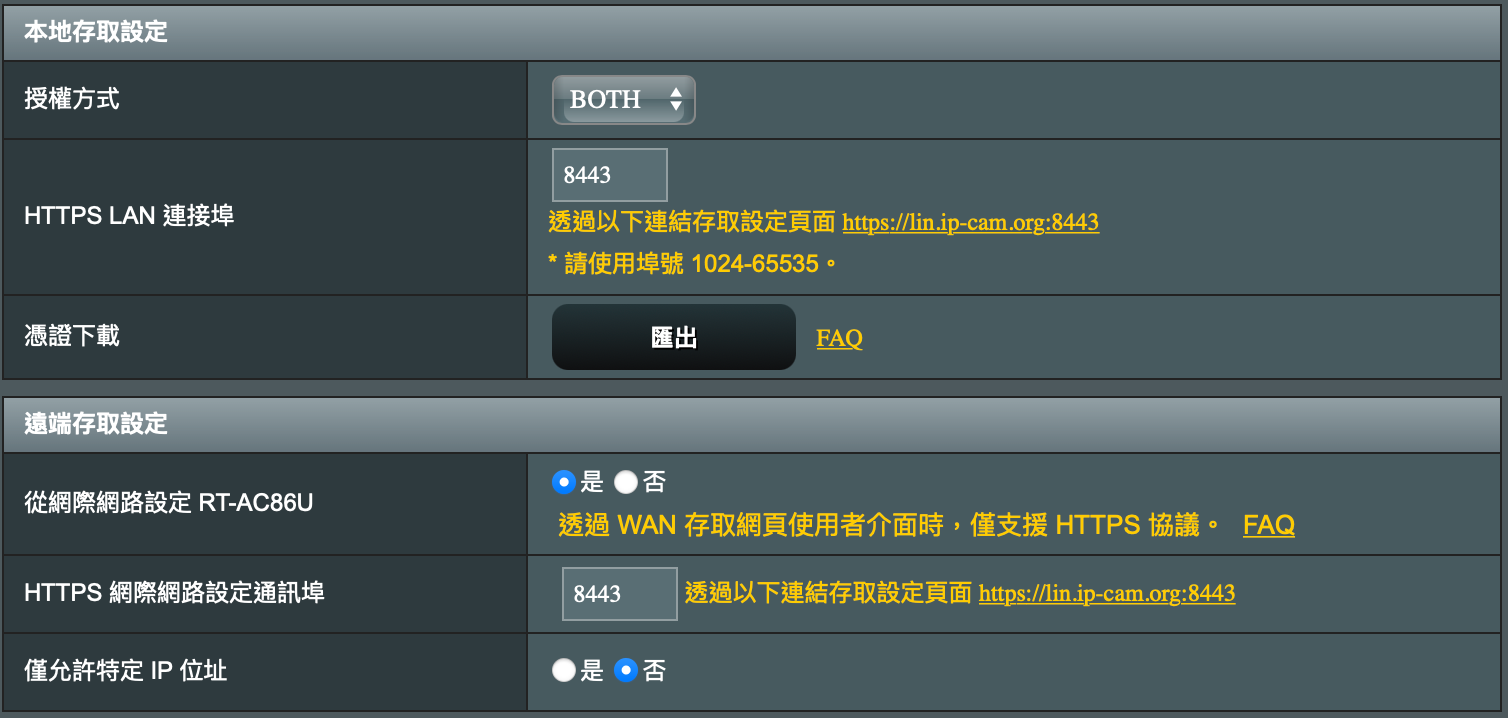 本地存取設定
授權方式
BOTH
HTTPS LAN 連接埠
8443
透過以下連結存取設定頁面 https://lin.ip-cam.org:8443
* 請使用埠號 1024-65535。
憑證下載
匯出 FAQ
遠端存取設定
從網際網路設定 RT-AC86U
是 否
透過 WAN 存取網頁使用者介面時，僅支援 HTTPS 協議。 FAQ
HTTPS 網際網路設定通訊埠
8443 透過以下連結存取設定頁面 https://lin.ip-cam.org:8443
僅允許特定 IP 位址
是 否